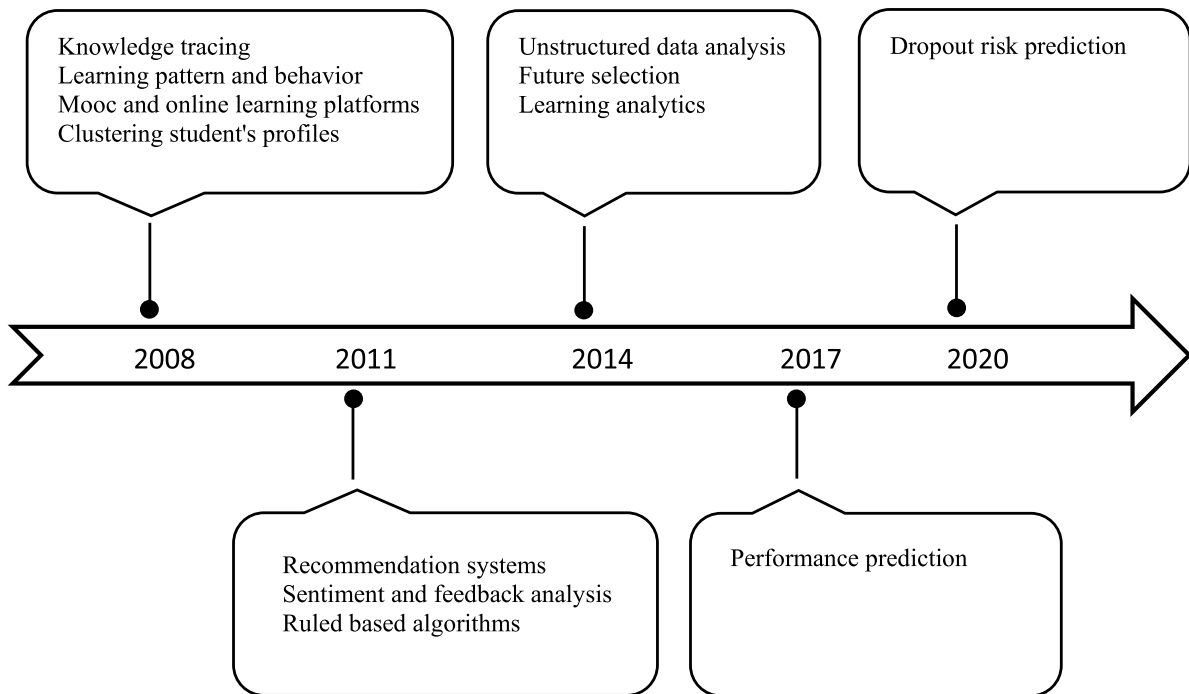 Knowledge tracing
Learning pattern and behavior
Mooc and online learning platforms
Clustering student's profiles
Unstructured data analysis
Future selection
Learning analytics
Dropout risk prediction
2008
2011
2014
2017
2020
Recommendation systems
Sentiment and feedback analysis
Ruled based algorithms
Performance prediction